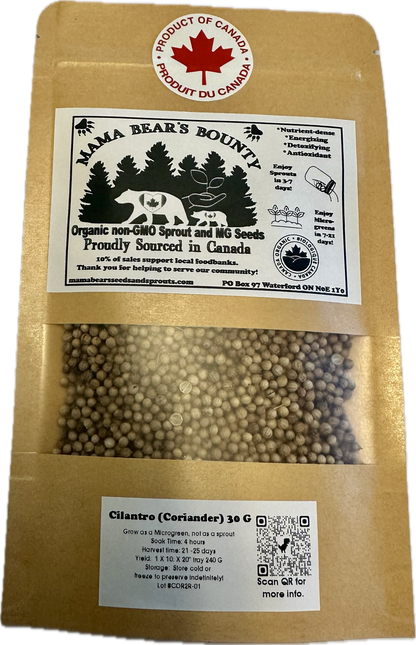 PRODUCT OF CANADA
PRODUIT DU CANADA
MAMA BEAR'S BOUNTY
*Nutrient-dense
*Energizing
*Detoxifying
*Antioxidant
Enjoy
Sprouts
in 3-7
days!
Enjoy
Micro-
greens
in 7-21
days!
CANADA ORGANIC • BIOLOGIQUE CANADA
Organic non-GMO Sprout and MG Seeds
Proudly Sourced in Canada
10% of sales support local foodbanks.
Thank you for helping to serve our community!
mamabearsseedsandsprouts.com PO Box 97 Waterford ON N0E 1Y0
Cilantro (Coriander) 30 G
Grow as a Microgreen, not as a sprout
Soak Time: 4 hours
Harvest time: 21 -25 days
Yield: 1 X 10. X 20" tray 240 G
Storage: Store cold or
freeze to preserve indefinitely!
Lot #COR2R-01
Scan QR for
more info.